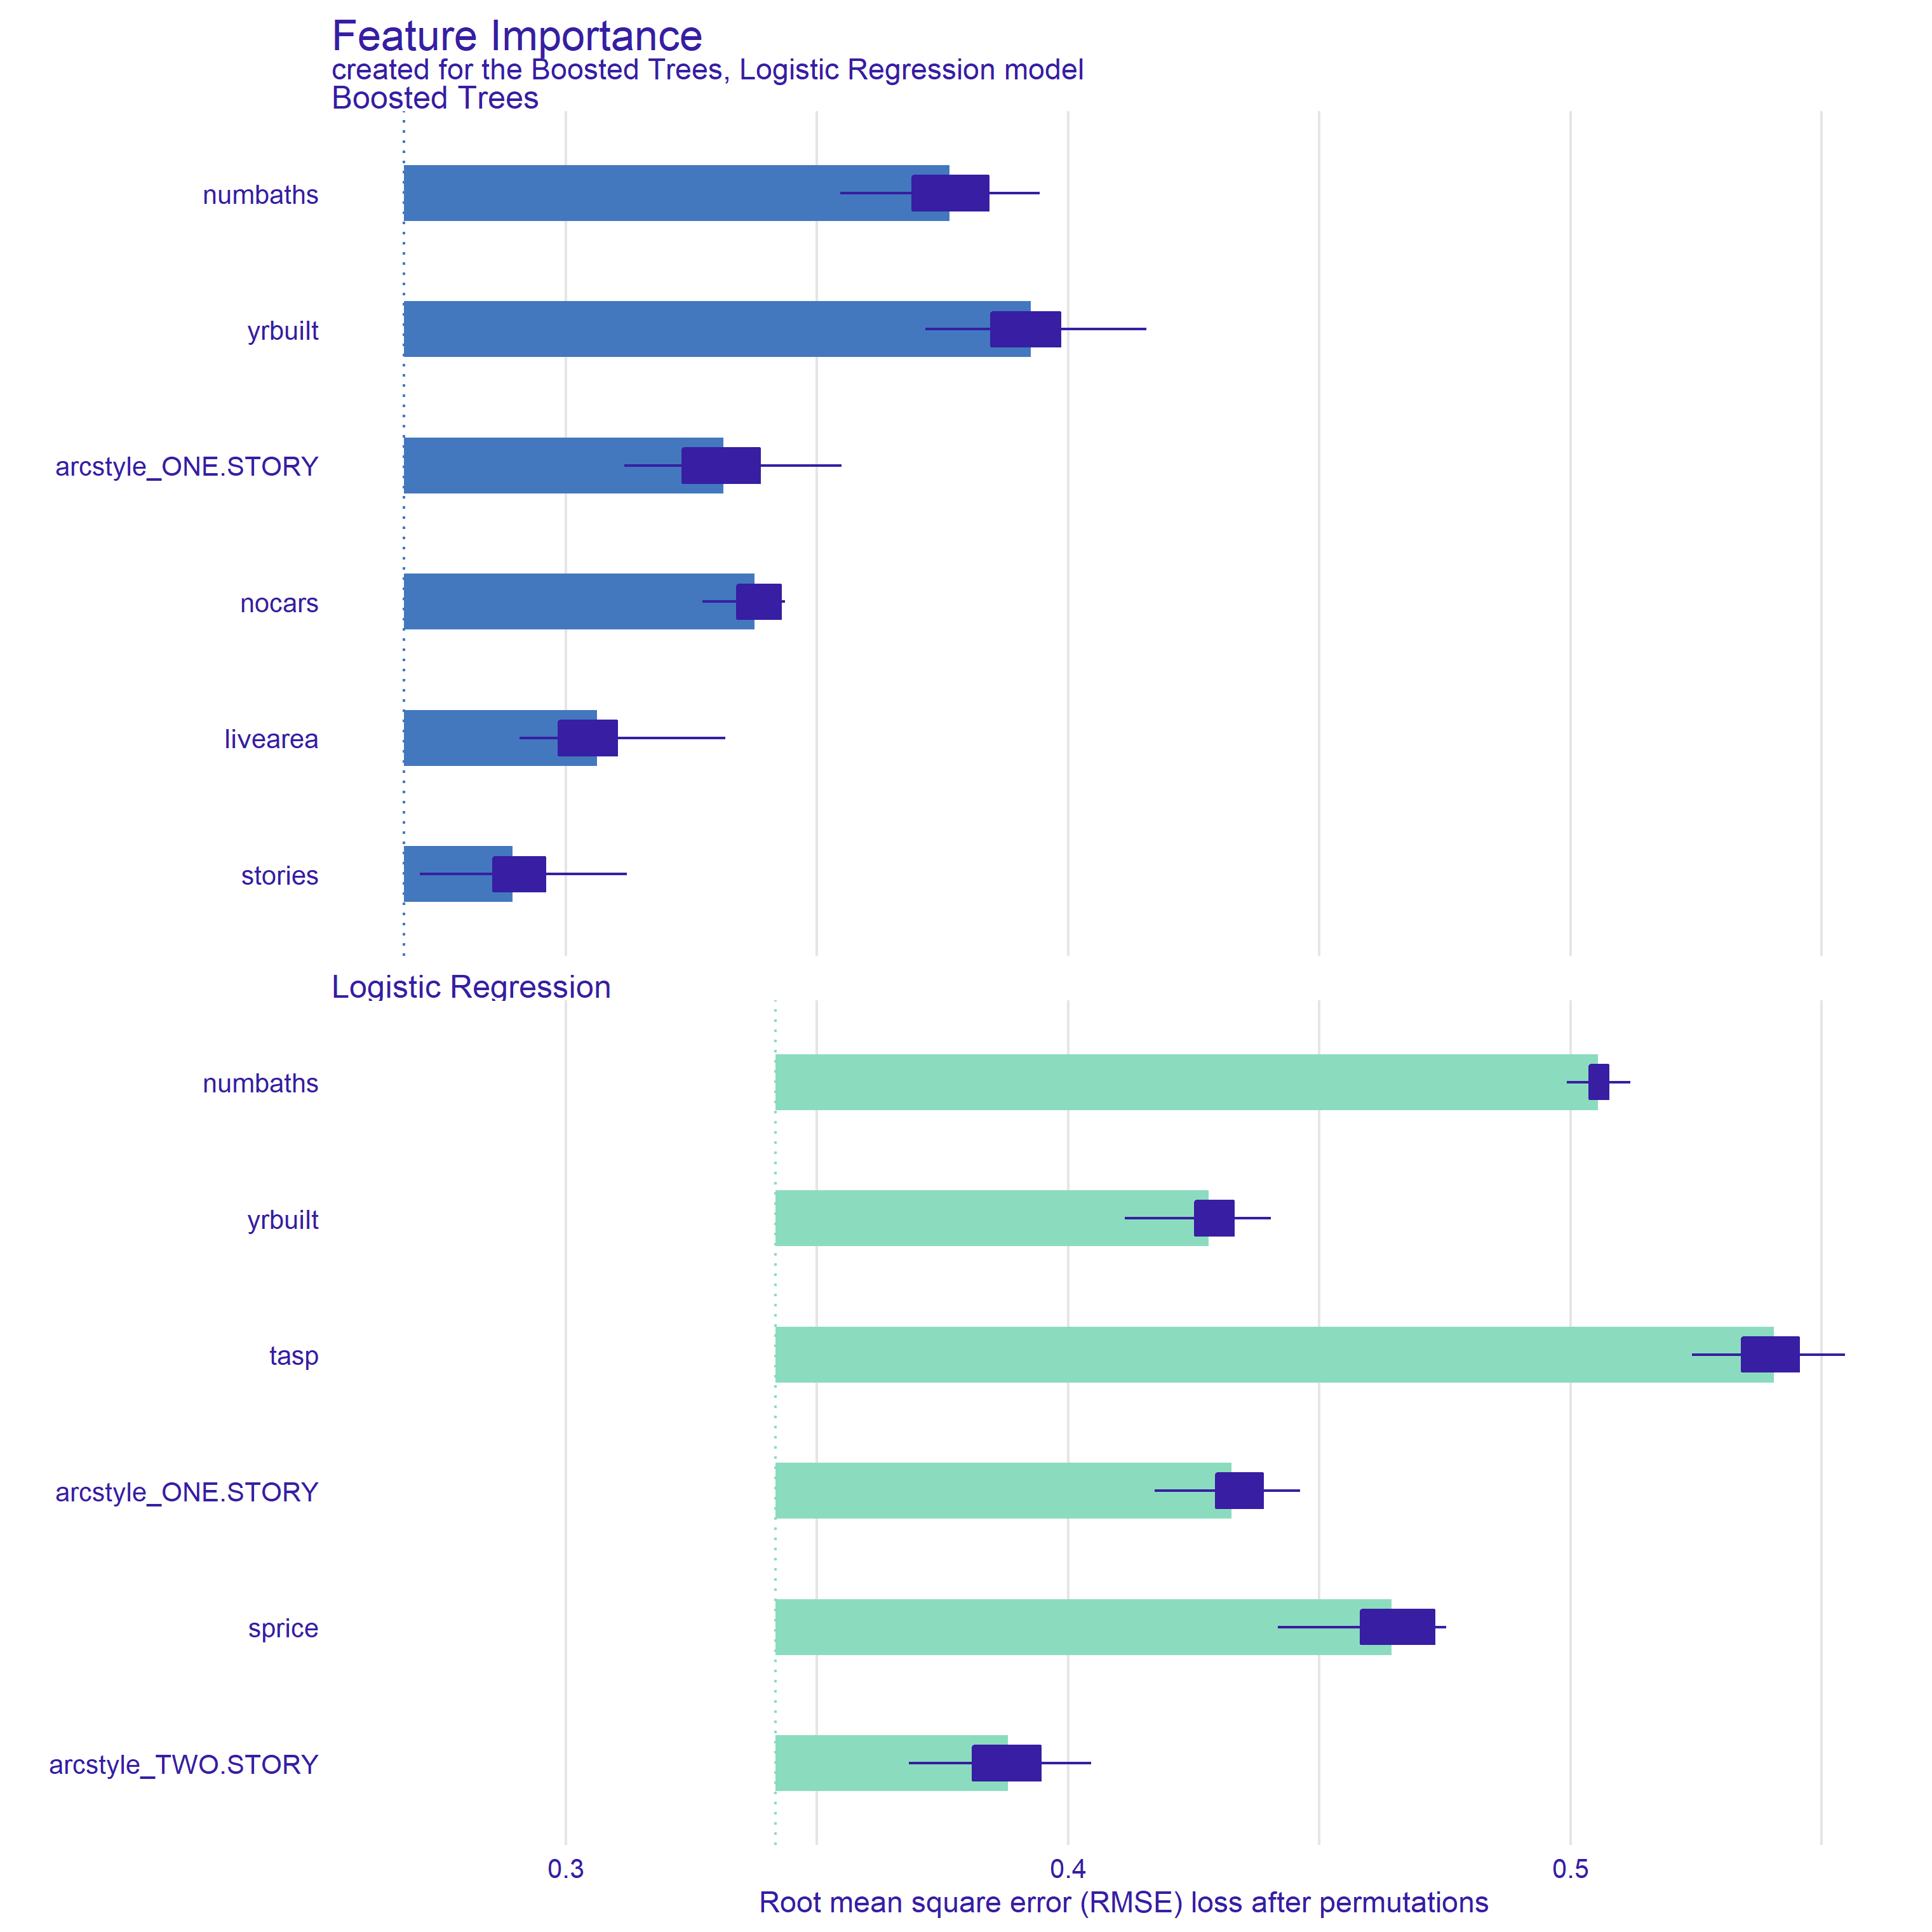 Feature Importance
created for the Boosted Trees, Logistic Regression model
Boosted Trees
numbaths
yrbuilt
arcstyle_ONE.STORY
nocars
livearea
stories
Logistic Regression
numbaths
yrbuilt
tasp
arcstyle_ONE.STORY
sprice
arcstyle_TWO.STORY
0.3 0.4 0.5
Root mean square error (RMSE) loss after permutations